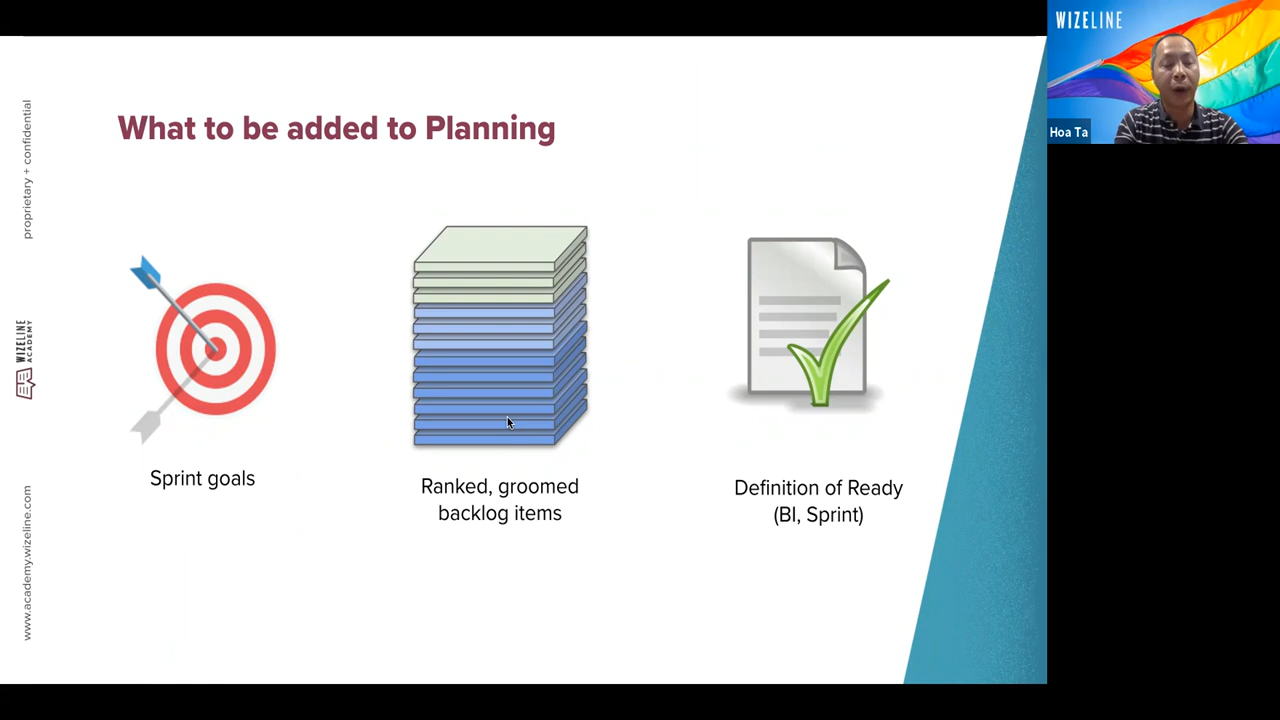 What to be added to Planning
Sprint goals
Ranked, groomed
backlog items
Definition of Ready
(BI, Sprint)
proprietary + confidential
WIZELINE
ACADEMY
www.academy.wizeline.com
WIZELINE
Hoa Ta